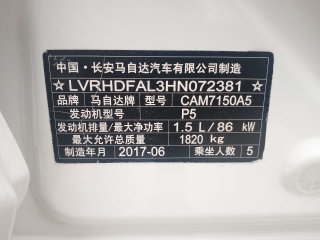 中国·长安马自达汽车有限公司制造
★LVRHDFAL3HN072381★
品牌 马自达牌 型号 CAM7150A5
发动机型号 P5
发动机排量/最大净功率 1.5 L/86 kW
最大允许总质量 1820 kg
制造年月 2017-06 乘坐人数 5